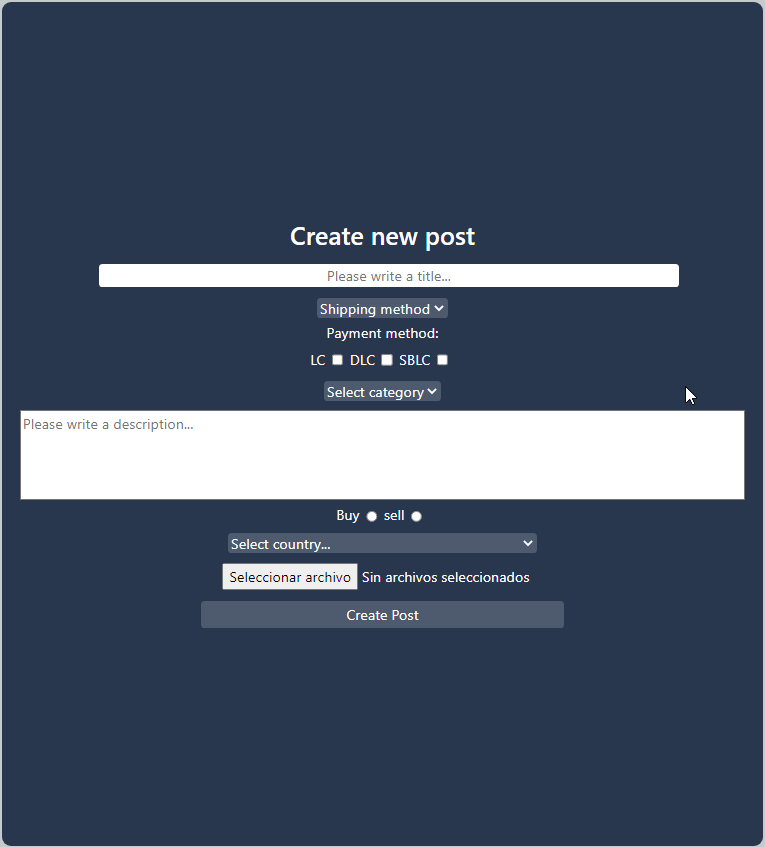 Create new post
Please write a title...
Shipping method
Payment method:
LC DLC SBLC
Select category
Please write a description...
Buy sell
Select country...
Seleccionar archivo Sin archivos seleccionados
Create Post